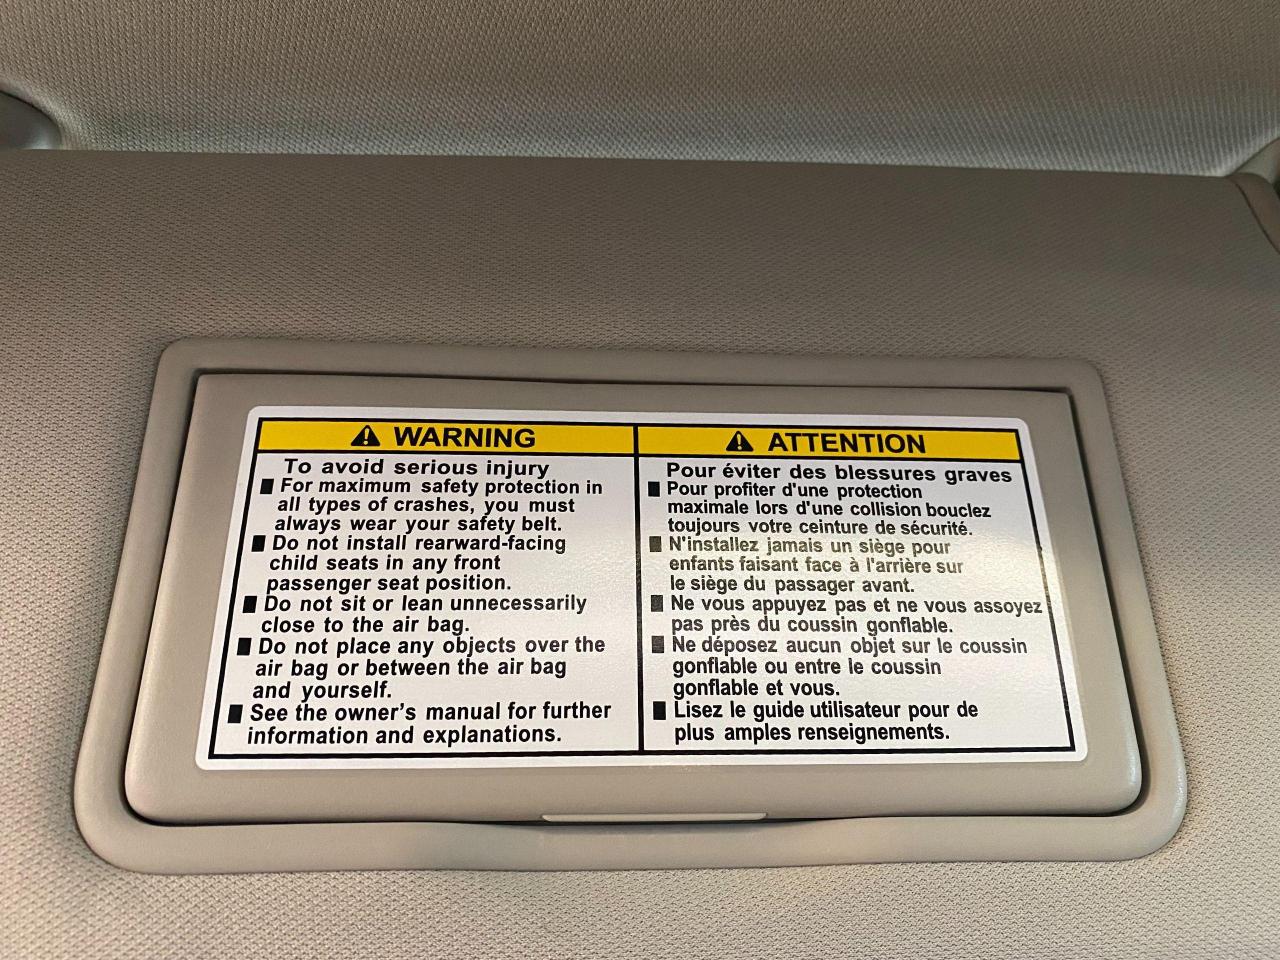 WARNING
To avoid serious injury
■ For maximum safety protection in
all types of crashes, you must
always wear your safety belt.
■ Do not install rearward-facing
child seats in any front
passenger seat position.
■ Do not sit or lean unnecessarily
close to the air bag.
■ Do not place any objects over the
air bag or between the air bag
and yourself.
■ See the owner's manual for further
information and explanations.
ATTENTION
Pour éviter des blessures graves
■ Pour profiter d'une protection
maximale lors d'une collision bouclez
toujours votre ceinture de sécurité.
■ N'installez jamais un siège pour
enfants faisant face à l'arrière sur
le siège du passager avant.
■ Ne vous appuyez pas et ne vous assoyez
pas près du coussin gonflable.
■ Ne déposez aucun objet sur le coussin
gonflable ou entre le coussin
gonflable et vous.
■ Lisez le guide utilisateur pour de
plus amples renseignements.